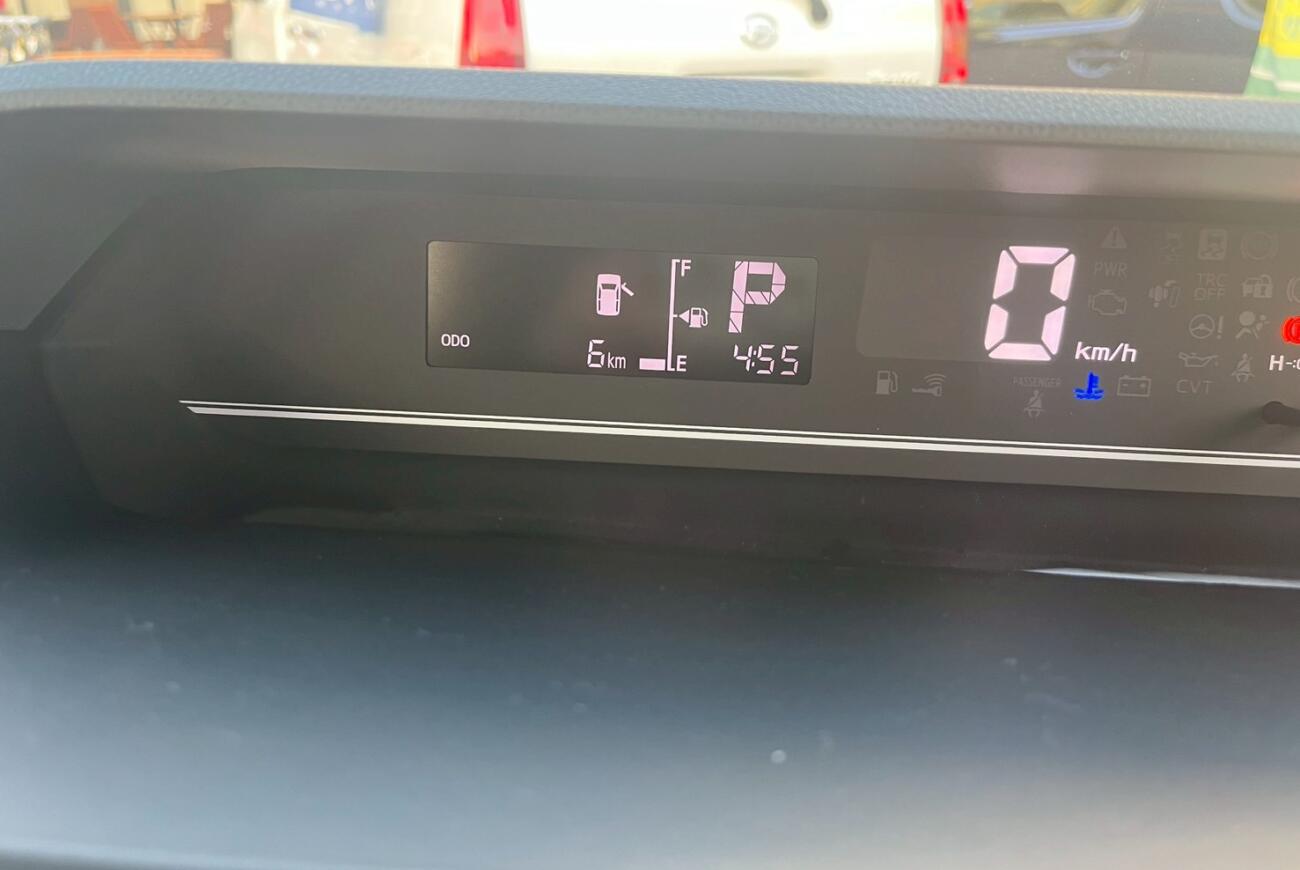 F
P
ODO
6km
E
4:55
0
km/h
PWR
TRC
OFF
PASSENGER
CVT
H